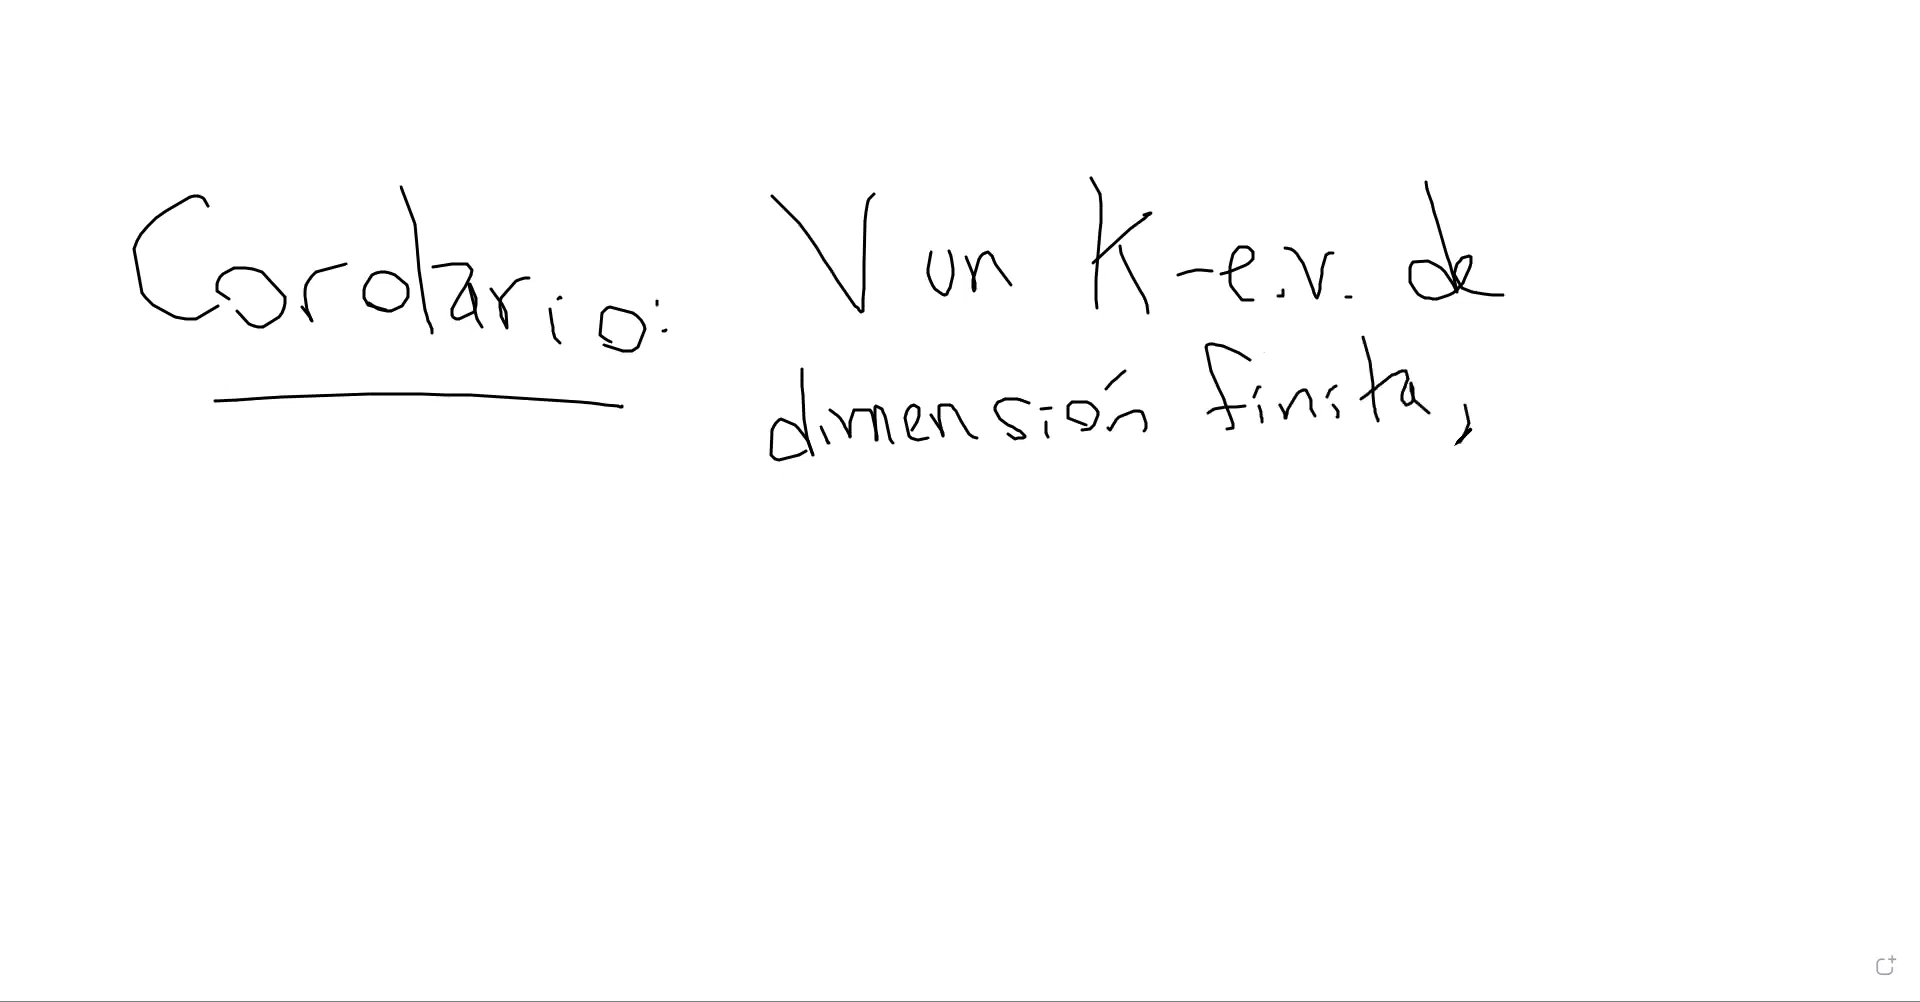 Corolario: V un K-e.v. de
dimensión finita,